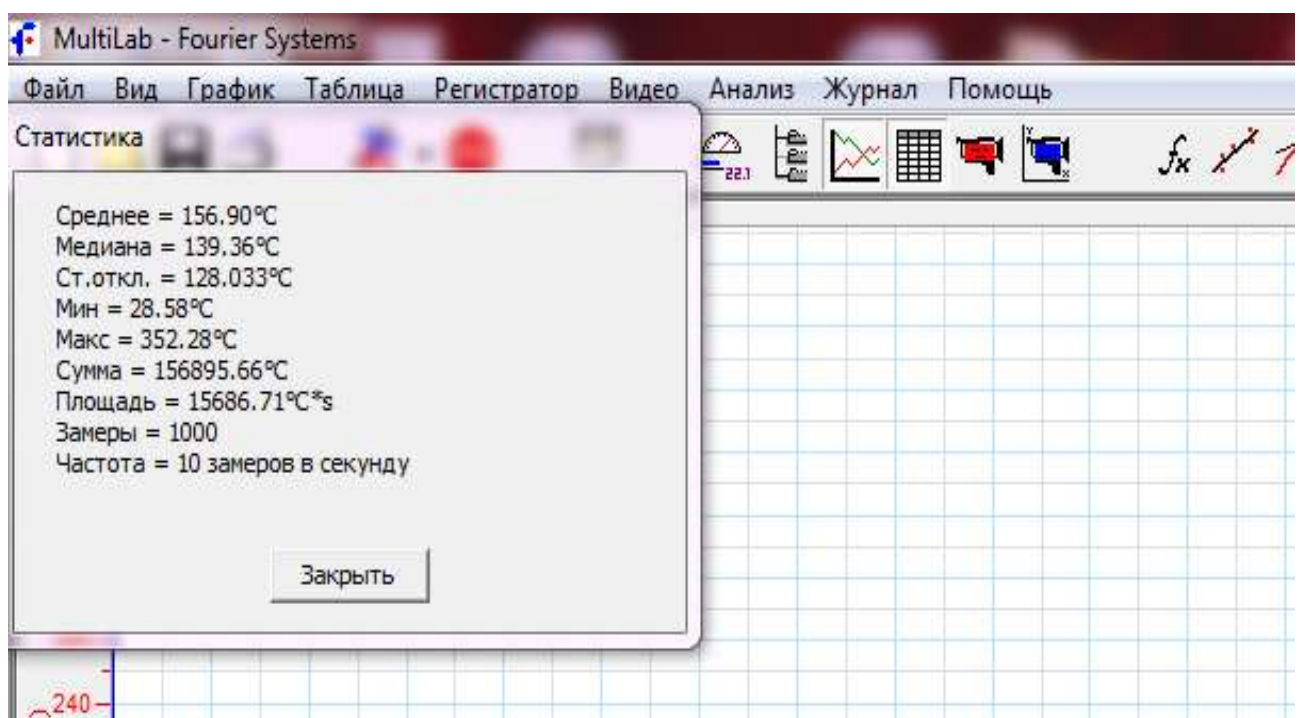 MultiLab - Fourier Systems
Файл Вид График Таблица Регистратор Видео Анализ Журнал Помощь
Статистика
22.1
fx
Среднее = 156.90°C
Медиана = 139.36°C
Ст.откл. = 128.033°C
Мин = 28.58°C
Макс = 352.28°C
Сумма = 156895.66°C
Площадь = 15686.71°C*s
Замеры = 1000
Частота = 10 замеров в секунду
Закрыть
240